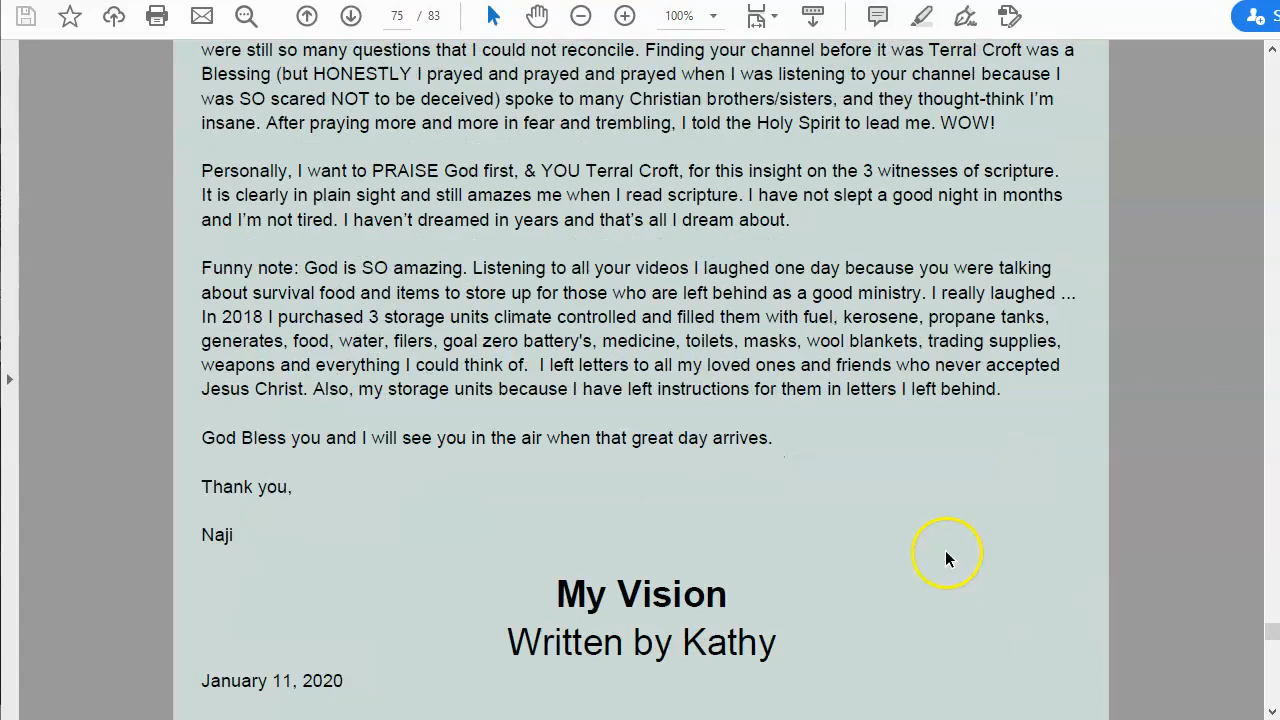 75 / 83
100%
S
were still so many questions that I could not reconcile. Finding your channel before it was Terral Croft was a
Blessing (but HONESTLY I prayed and prayed and prayed when I was listening to your channel because I
was SO scared NOT to be deceived) spoke to many Christian brothers/sisters, and they thought-think I'm
insane. After praying more and more in fear and trembling, I told the Holy Spirit to lead me. WOW!
Personally, I want to PRAISE God first, & YOU Terral Croft, for this insight on the 3 witnesses of scripture.
It is clearly in plain sight and still amazes me when I read scripture. I have not slept a good night in months
and I'm not tired. I haven't dreamed in years and that's all I dream about.
Funny note: God is SO amazing. Listening to all your videos I laughed one day because you were talking
about survival food and items to store up for those who are left behind as a good ministry. I really laughed ...
In 2018 I purchased 3 storage units climate controlled and filled them with fuel, kerosene, propane tanks,
generates, food, water, filers, goal zero battery's, medicine, toilets, masks, wool blankets, trading supplies,
weapons and everything I could think of.  I left letters to all my loved ones and friends who never accepted
Jesus Christ. Also, my storage units because I have left instructions for them in letters I left behind.
God Bless you and I will see you in the air when that great day arrives.
Thank you,
Naji
My Vision
Written by Kathy
January 11, 2020